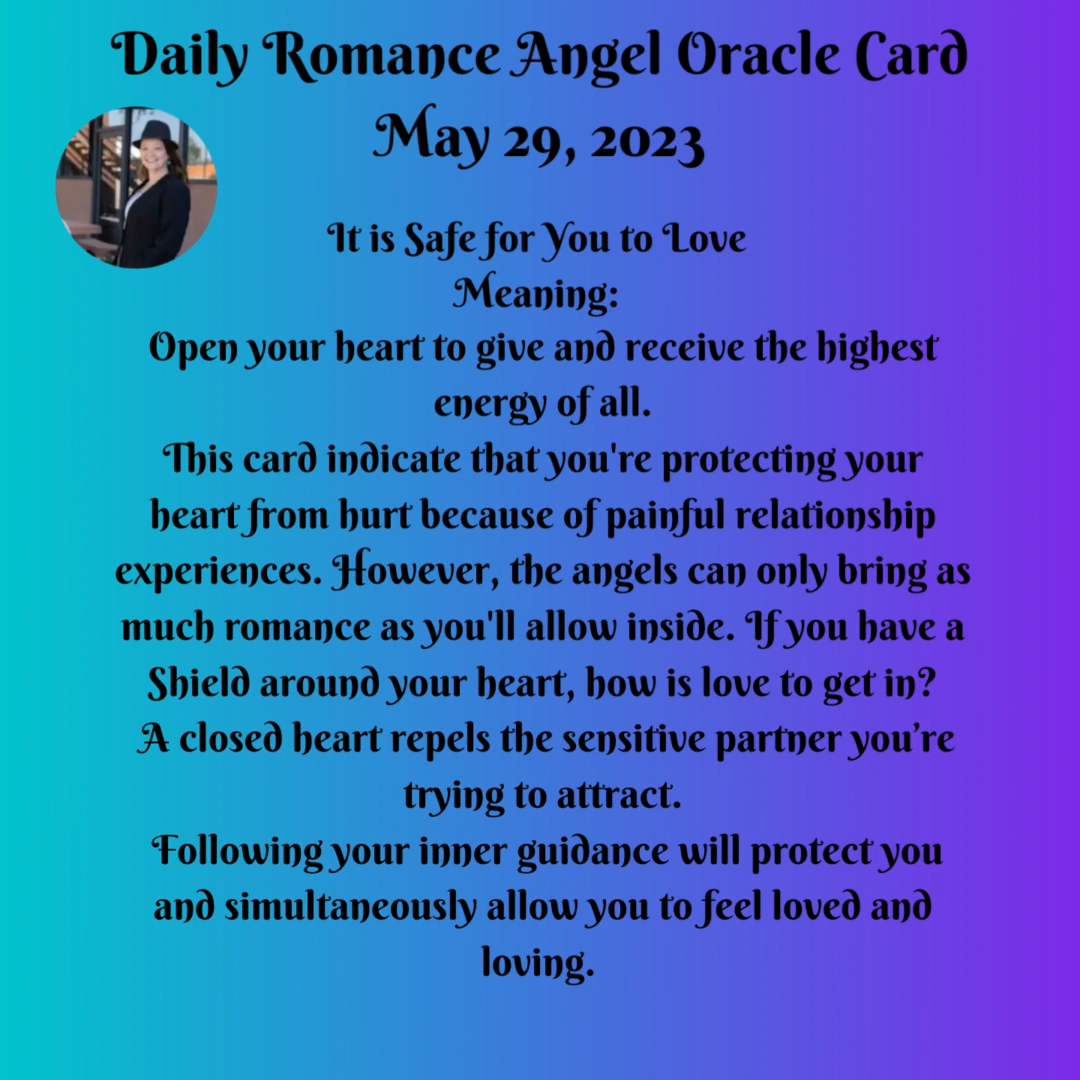 Daily Romance Angel Oracle Card
May 29, 2023
It is Safe for You to Love
Meaning:
Open your heart to give and receive the highest
energy of all.
This card indicate that you're protecting your
heart from hurt because of painful relationship
experiences. However, the angels can only bring as
much romance as you'll allow inside. If you have a
Shield around your heart, how is love to get in?
A closed heart repels the sensitive partner you’re
trying to attract.
Following your inner guidance will protect you
and simultaneously allow you to feel loved and
loving.